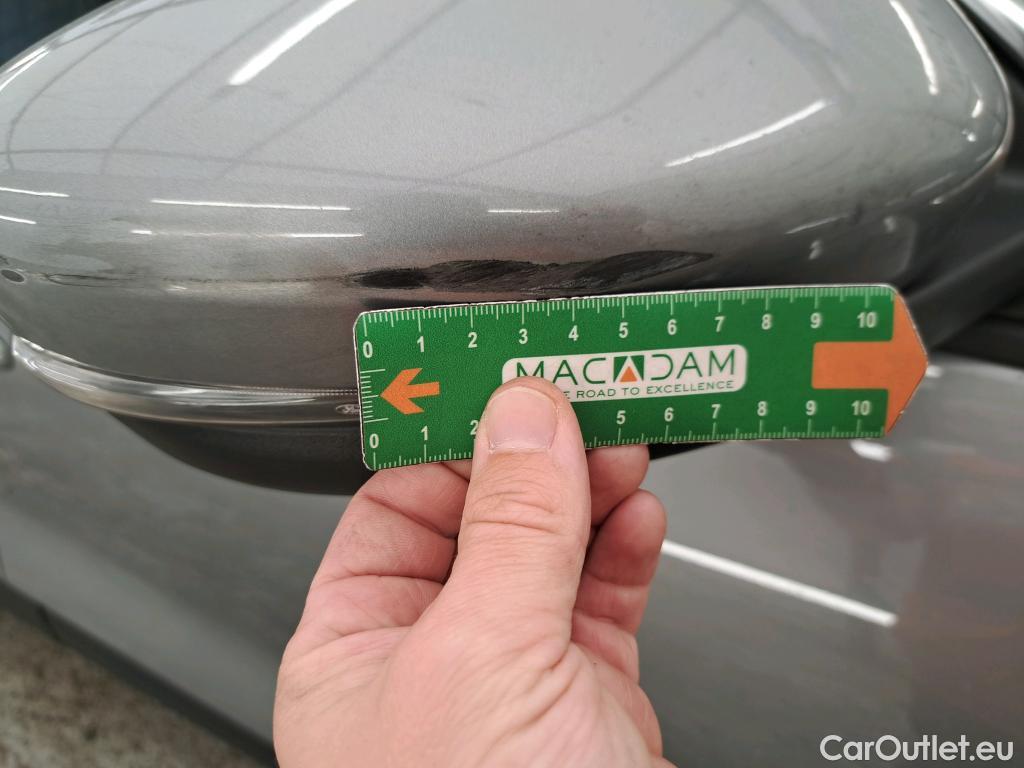 0 1 2 3 4 5 6 7 8 9 10
MACADAM
ROAD TO EXCELLENCE
0 1 2 5 6 7 8 9 10
CarOutlet.eu